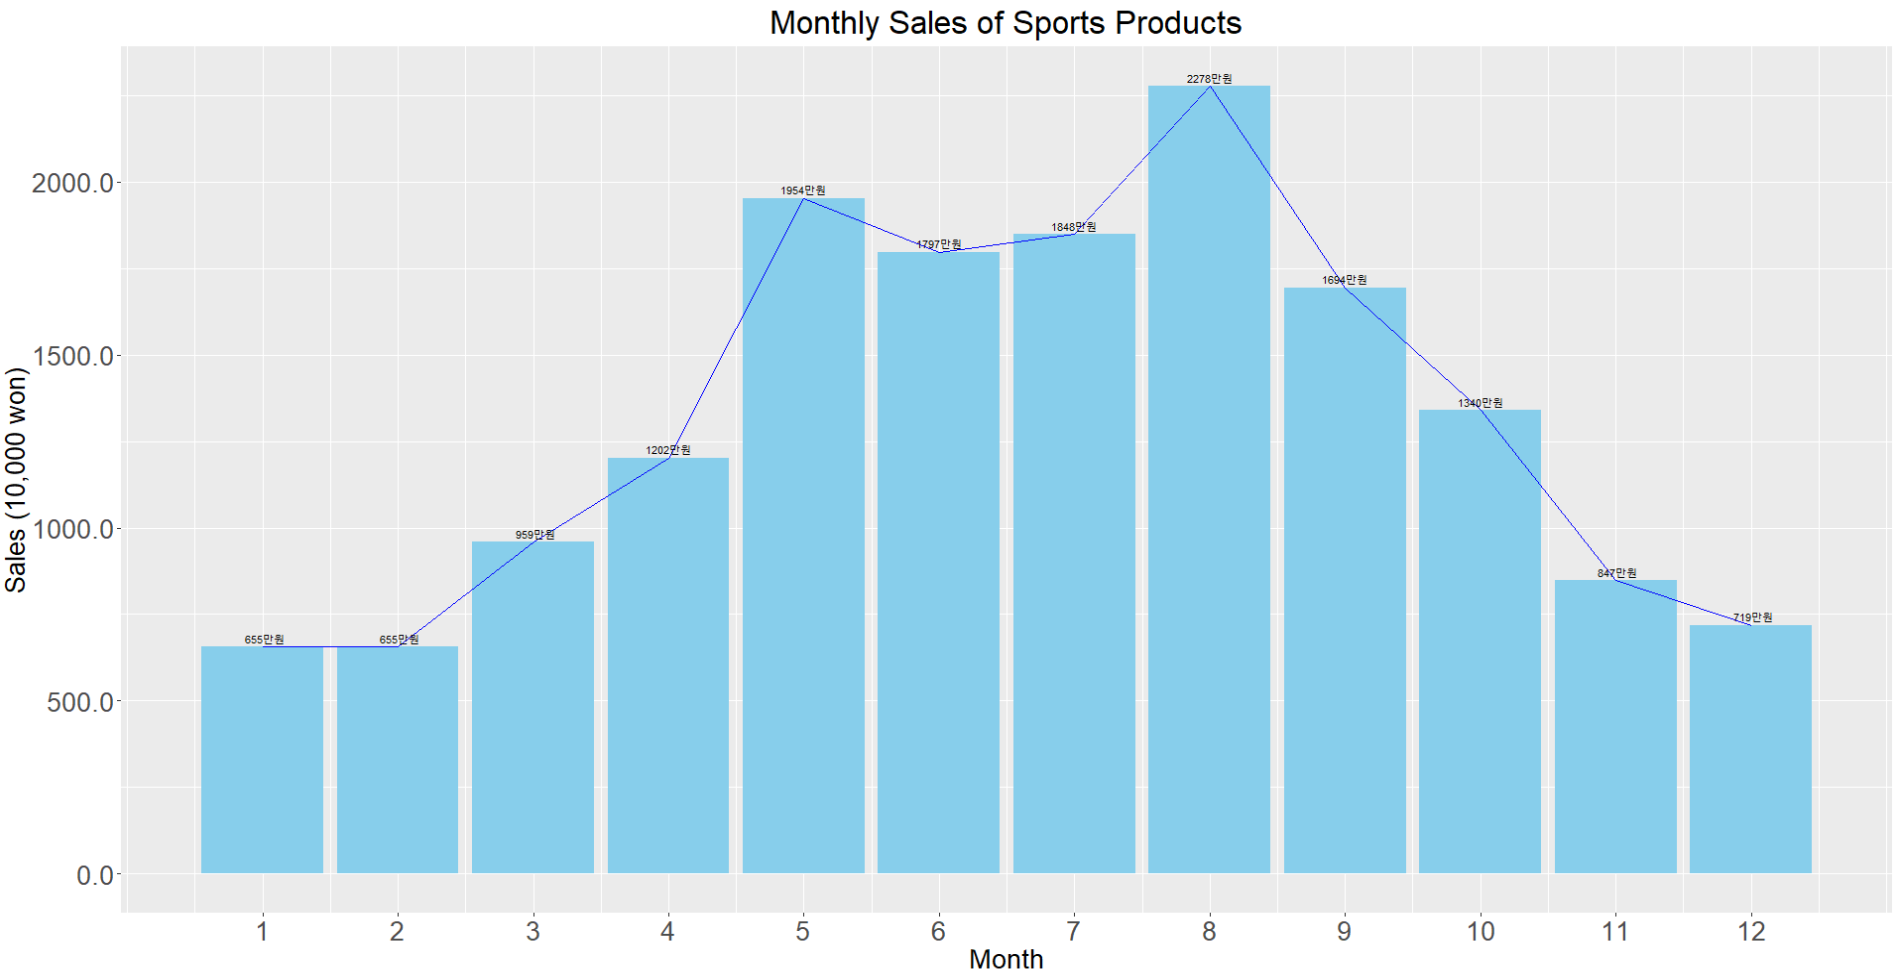 Monthly Sales of Sports Products
2278만원
2000.0
1954만원
1848만원
1797만원
1694만원
1500.0
1340만원
1202만원
1000.0
959만원
847만원
719만원
655만원 655만원
500.0
0.0
Sales (10,000 won)
1 2 3 4 5 6 7 8 9 10 11 12
Month